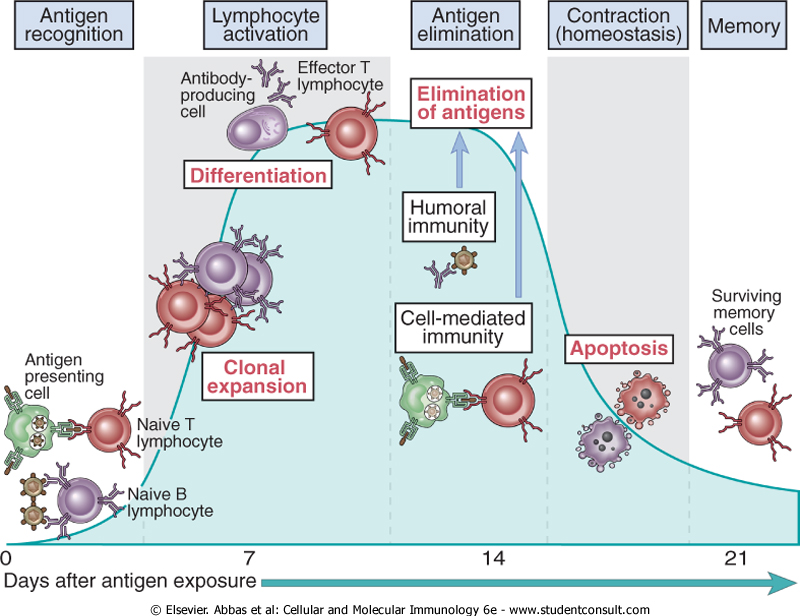 Antigen
recognition
Lymphocyte
activation
Antigen
elimination
Contraction
(homeostasis)
Memory
Antibody-
producing
cell
Effector T
lymphocyte
Elimination
of antigens
Differentiation
Humoral
immunity
Clonal
expansion
Cell-mediated
immunity
Apoptosis
Surviving
memory
cells
Antigen
presenting
cell
Naive T
lymphocyte
Naive B
lymphocyte
0
7
14
21
Days after antigen exposure
© Elsevier. Abbas et al: Cellular and Molecular Immunology 6e - www.studentconsult.com